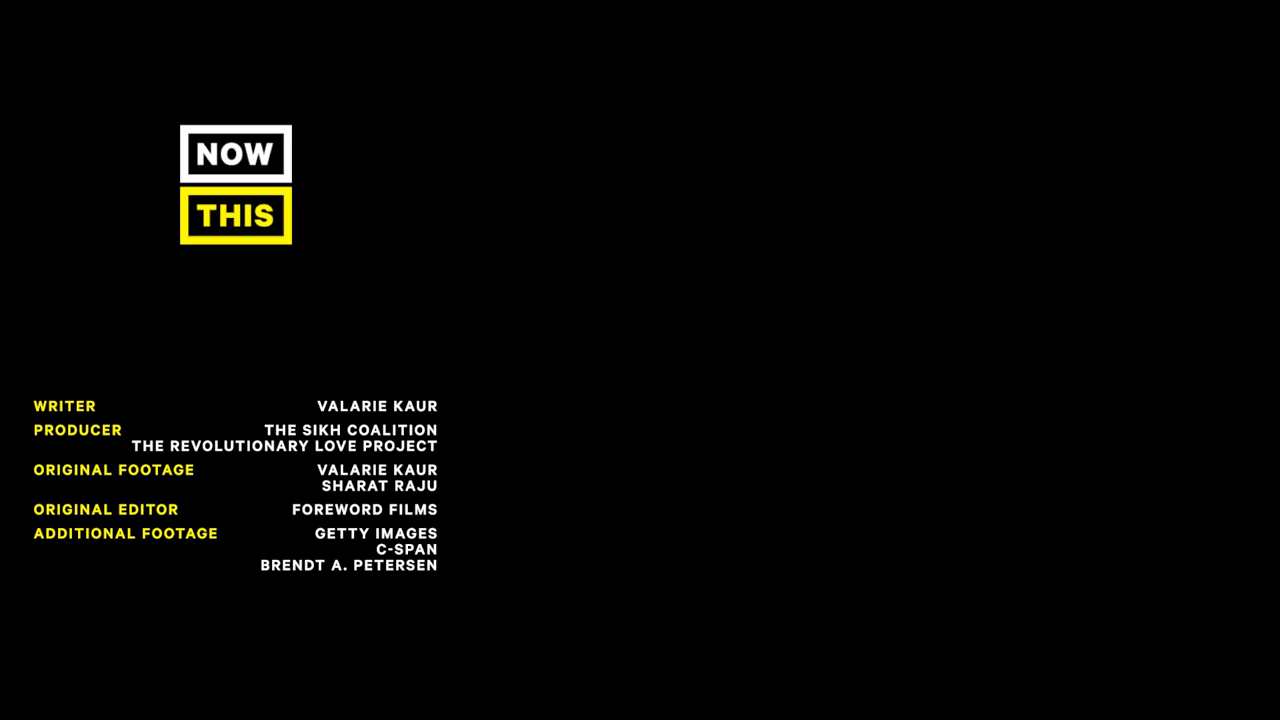 NOW
THIS
WRITER VALARIE KAUR
PRODUCER THE SIKH COALITION
THE REVOLUTIONARY LOVE PROJECT
ORIGINAL FOOTAGE VALARIE KAUR
SHARAT RAJU
ORIGINAL EDITOR FOREWORD FILMS
ADDITIONAL FOOTAGE GETTY IMAGES
C-SPAN
BRENDT A. PETERSEN